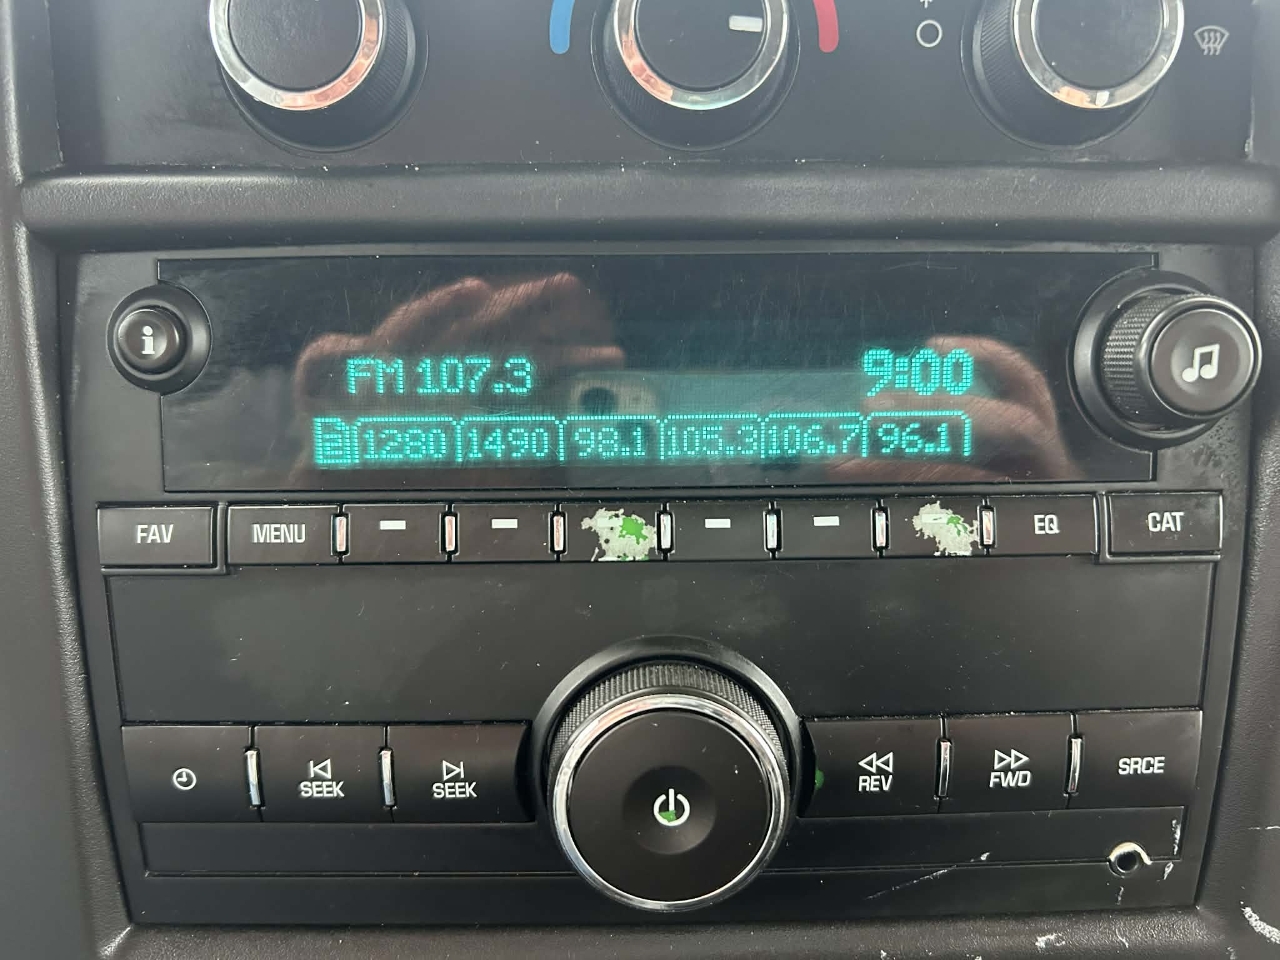 i
FM 107.3 9:00
2 1280 1490 98.1 105.3 106.7 96.1
FAV MENU EQ CAT
SEEK SEEK REV FWD SRCE